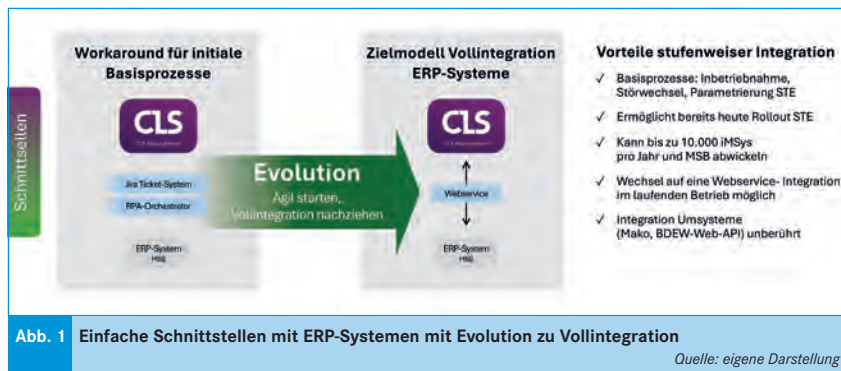 Schnittsellen
Workaround für initiale
Basisprozesse
CLS
Jira Ticket-System
RPA-Orchestrator
ERP-System
MSB
Evolution
Agil starten,
Vollintegration nachziehen
Zielmodell Vollintegration
ERP-Systeme
CLS
Webservice
ERP-System
MSB
Vorteile stufenweiser Integration
✓ Basisprozesse: Inbetriebnahme,
Störwechsel, Parametrierung STE
✓ Ermöglicht bereits heute Rollout STE
✓ Kann bis zu 10.000 iMSys
pro Jahr und MSB abwickeln
✓ Wechsel auf eine Webservice- Integration
im laufenden Betrieb möglich
✓ Integration Umsysteme
(Mako, BDEW-Web-API) unberührt
Abb. 1 Einfache Schnittstellen mit ERP-Systemen mit Evolution zu Vollintegration
Quelle: eigene Darstellung